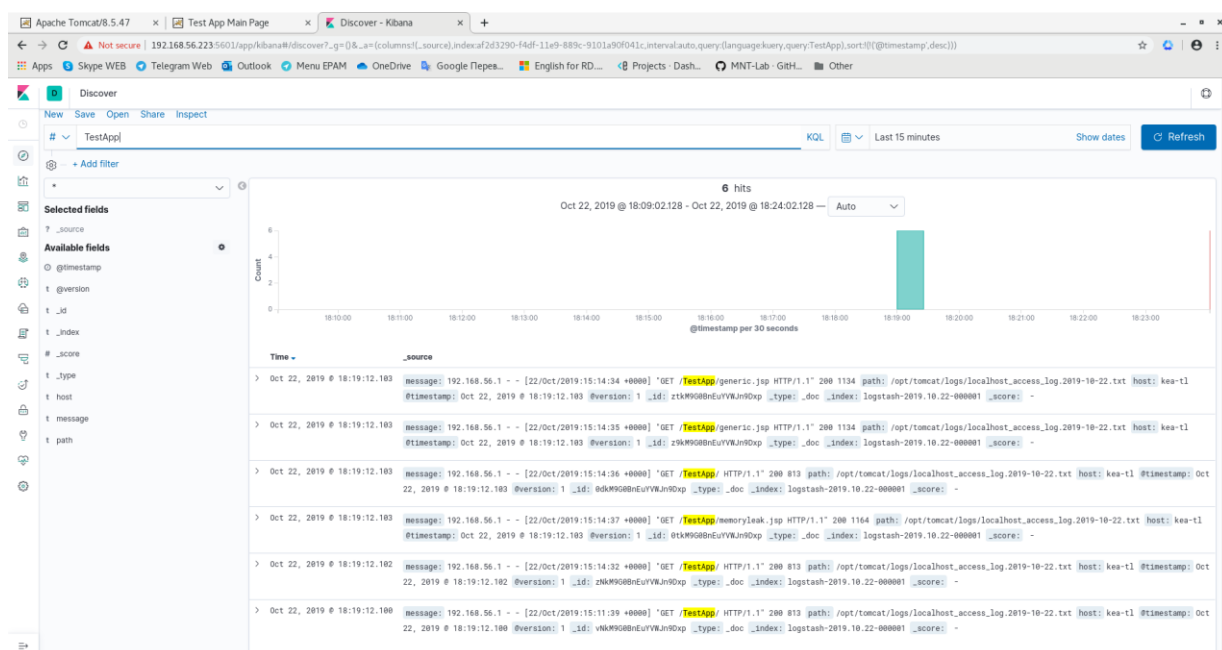 Apache Tomcat/8.5.47 × Test App Main Page × Discover - Kibana × +
Not secure | 192.168.56.223:5601/app/kibana#/discover?_g=()&_a=(columns:!(_source),index:af2d3290-f4df-11e9-889c-9101a90f041c,interval:auto,query:(language:kuery,query:TestApp),sort:!(!('@timestamp',desc)))
Apps Skype WEB Telegram Web Outlook Menu EPAM OneDrive Google Перев... English for RD.... Projects · Dash... MNT-Lab · GitH... Other
D Discover
New Save Open Share Inspect
# TestApp KQL Last 15 minutes Show dates Refresh
+ Add filter
*
6 hits
Selected fields
Oct 22, 2019 @ 18:09:02.128 - Oct 22, 2019 @ 18:24:02.128 — Auto
? _source
Available fields
@timestamp
t @version
t _id
t _index
# _score
t _type
t host
t message
t path
Count
6
4
2
0
18:10:00 18:11:00 18:12:00 18:13:00 18:14:00 18:15:00 18:16:00 18:17:00 18:18:00 18:19:00 18:20:00 18:21:00 18:22:00 18:23:00
@timestamp per 30 seconds
Time _source
> Oct 22, 2019 @ 18:19:12.103 message: 192.168.56.1 - - [22/Oct/2019:15:14:34 +0000] "GET /TestApp/generic.jsp HTTP/1.1" 200 1134 path: /opt/tomcat/logs/localhost_access_log.2019-10-22.txt host: kea-tl
@timestamp: Oct 22, 2019 @ 18:19:12.103 @version: 1 _id: ztkM9G0BnEuYVWJn9Dxp _type: _doc _index: logstash-2019.10.22-000001 _score: -
> Oct 22, 2019 @ 18:19:12.103 message: 192.168.56.1 - - [22/Oct/2019:15:14:35 +0000] "GET /TestApp/generic.jsp HTTP/1.1" 200 1134 path: /opt/tomcat/logs/localhost_access_log.2019-10-22.txt host: kea-tl
@timestamp: Oct 22, 2019 @ 18:19:12.103 @version: 1 _id: z9kM9G0BnEuYVWJn9Dxp _type: _doc _index: logstash-2019.10.22-000001 _score: -
> Oct 22, 2019 @ 18:19:12.103 message: 192.168.56.1 - - [22/Oct/2019:15:14:36 +0000] "GET /TestApp/ HTTP/1.1" 200 813 path: /opt/tomcat/logs/localhost_access_log.2019-10-22.txt host: kea-tl @timestamp: Oct
22, 2019 @ 18:19:12.103 @version: 1 _id: 0dkM9G0BnEuYVWJn9Dxp _type: _doc _index: logstash-2019.10.22-000001 _score: -
> Oct 22, 2019 @ 18:19:12.103 message: 192.168.56.1 - - [22/Oct/2019:15:14:37 +0000] "GET /TestApp/memoryleak.jsp HTTP/1.1" 200 1164 path: /opt/tomcat/logs/localhost_access_log.2019-10-22.txt host: kea-tl
@timestamp: Oct 22, 2019 @ 18:19:12.103 @version: 1 _id: 0tkM9G0BnEuYVWJn9Dxp _type: _doc _index: logstash-2019.10.22-000001 _score: -
> Oct 22, 2019 @ 18:19:12.102 message: 192.168.56.1 - - [22/Oct/2019:15:14:32 +0000] "GET /TestApp/ HTTP/1.1" 200 813 path: /opt/tomcat/logs/localhost_access_log.2019-10-22.txt host: kea-tl @timestamp: Oct
22, 2019 @ 18:19:12.102 @version: 1 _id: zNkM9G0BnEuYVWJn9Dxp _type: _doc _index: logstash-2019.10.22-000001 _score: -
> Oct 22, 2019 @ 18:19:12.100 message: 192.168.56.1 - - [22/Oct/2019:15:11:39 +0000] "GET /TestApp/ HTTP/1.1" 200 813 path: /opt/tomcat/logs/localhost_access_log.2019-10-22.txt host: kea-tl @timestamp: Oct
22, 2019 @ 18:19:12.100 @version: 1 _id: vNkM9G0BnEuYVWJn9Dxp _type: _doc _index: logstash-2019.10.22-000001 _score: -